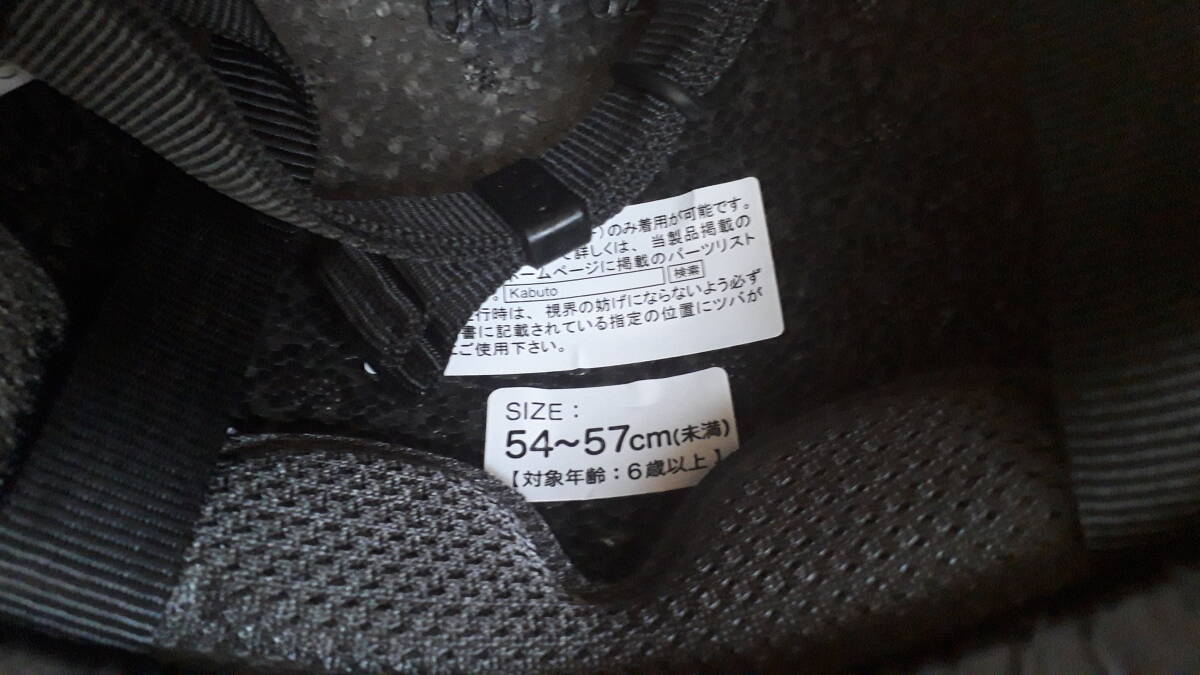 )のみ着用が可能です。
詳しくは、当製品掲載の
ホームページに掲載のパーツリスト
。 Kabuto 検索
行時は、視界の妨げにならないよう必ず
書に記載されている指定の位置にツバが
ご使用下さい。
SIZE：
54～57cm(未満)
【対象年齢：6歳以上】